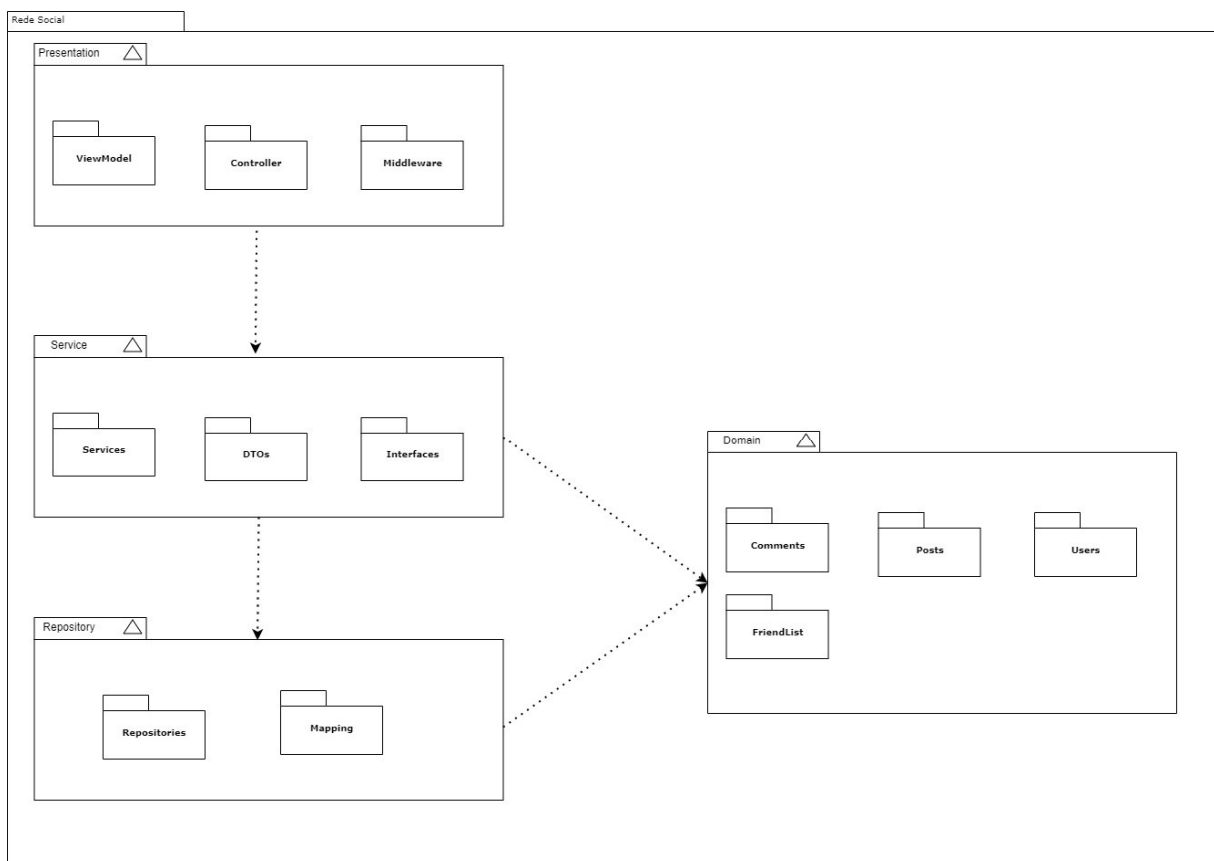 Rede Social
Presentation
ViewModel
Controller
Middleware
Service
Services
DTOs
Interfaces
Domain
Comments
Posts
Users
FriendList
Repository
Repositories
Mapping